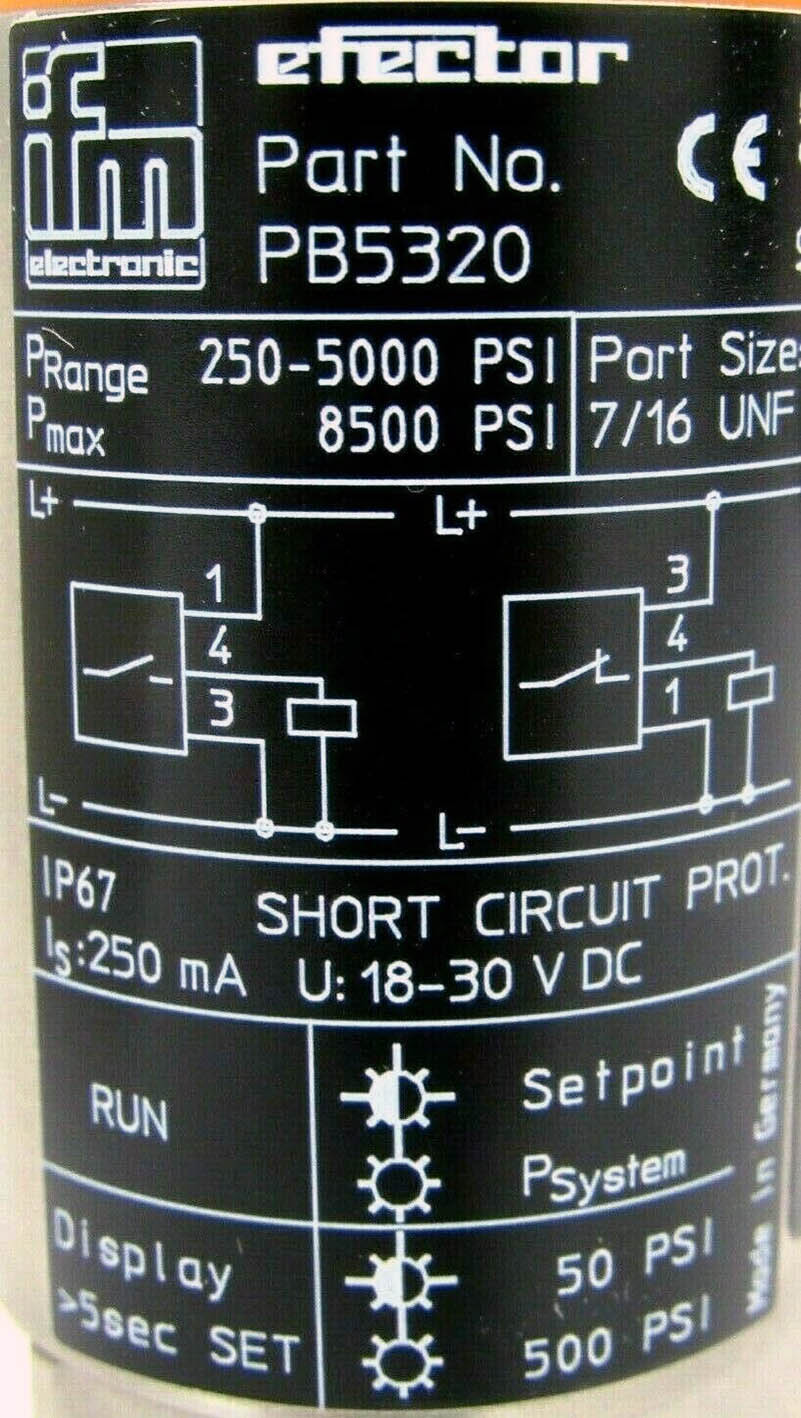 ifm
electronic
efector
Part No.
PB5320
CE
PRange 250-5000 PSI
Pmax 8500 PSI
Port Size:
7/16 UNF
L+ L+
1
4
3
3
4
1
L- L-
IP67 SHORT CIRCUIT PROT.
Is:250 mA U: 18-30 V DC
RUN
Setpoint
PSystem
Display
>5sec SET
50 PSI
500 PSI
Made in Germany